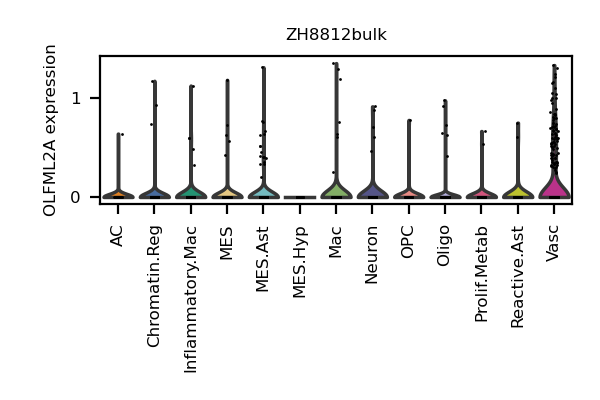 ZH8812bulk
OLFML2A expression
1
0
AC
Chromatin.Reg
Inflammatory.Mac
MES
MES.Ast
MES.Hyp
Mac
Neuron
OPC
Oligo
Prolif.Metab
Reactive.Ast
Vasc